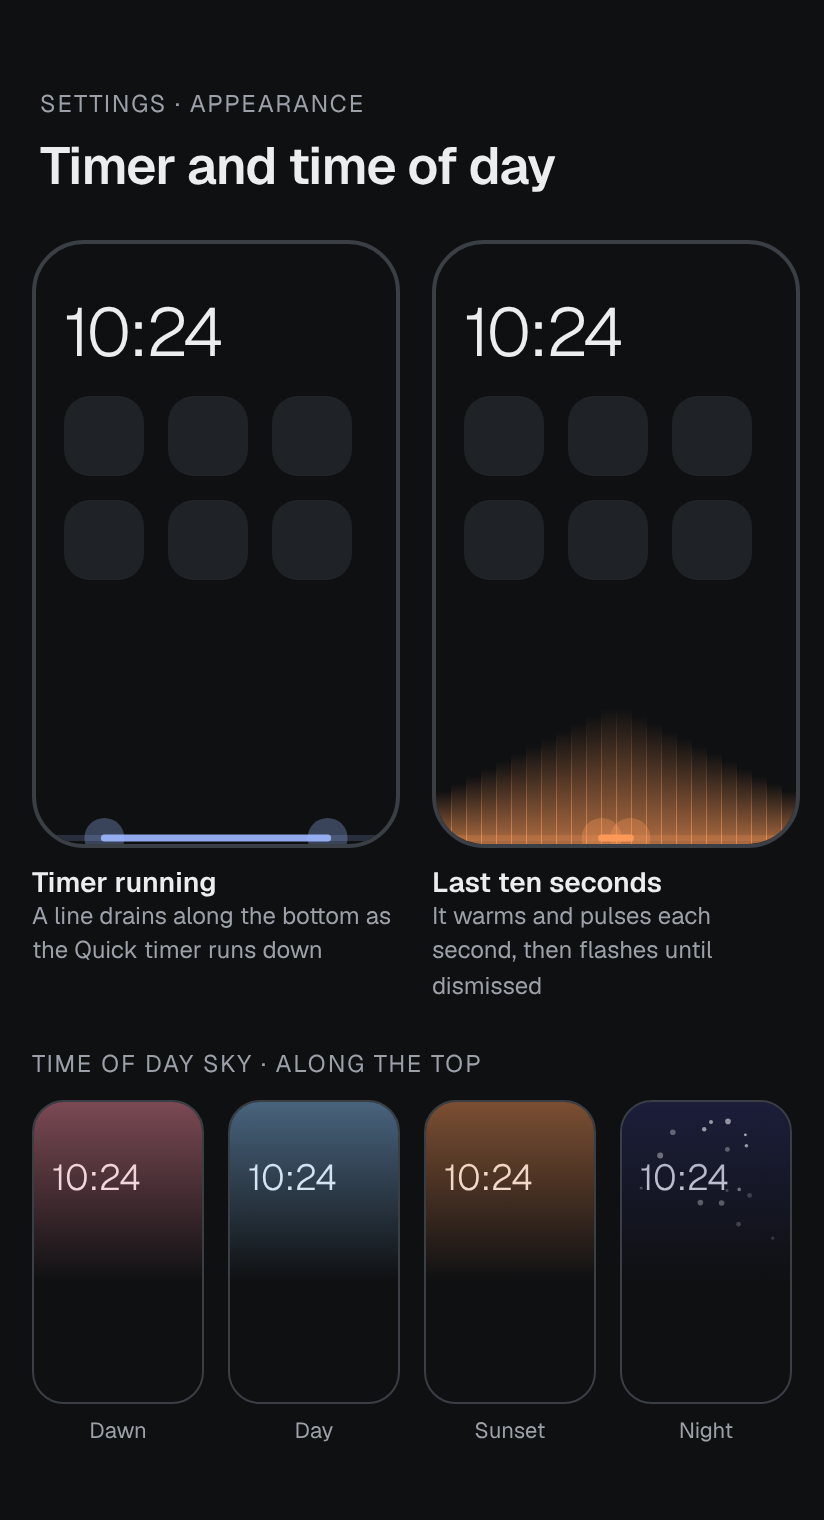 SETTINGS · APPEARANCE
Timer and time of day
10:24
10:24
Timer running
A line drains along the bottom as
the Quick timer runs down
Last ten seconds
It warms and pulses each
second, then flashes until
dismissed
TIME OF DAY SKY · ALONG THE TOP
10:24
10:24
10:24
10:24
Dawn
Day
Sunset
Night